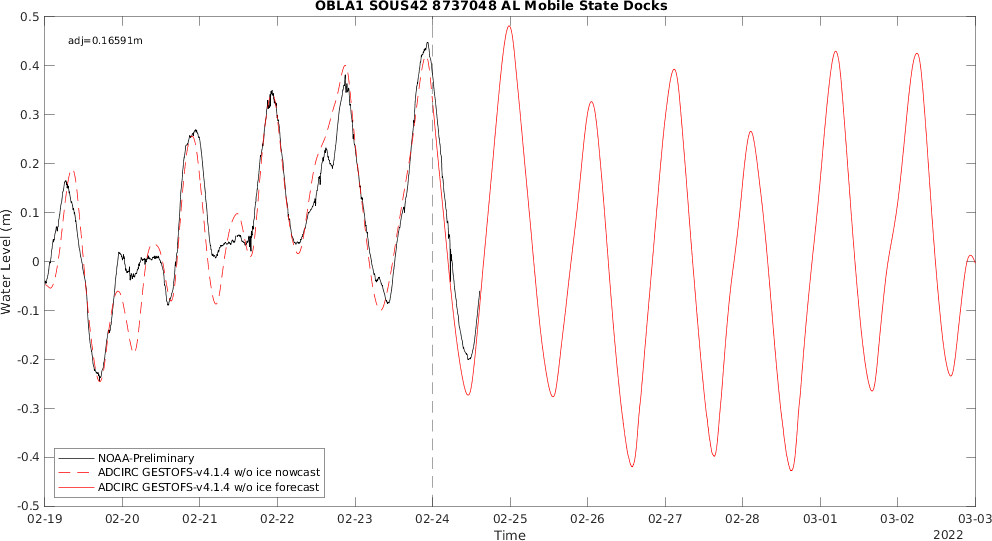 OBLA1 SOUS42 8737048 AL Mobile State Docks
0.5
adj=0.16591m
0.4
0.3
0.2
0.1
0
-0.1
-0.2
-0.3
-0.4
-0.5
Water Level (m)
NOAA-Preliminary
ADCIRC GESTOFS-v4.1.4 w/o ice nowcast
ADCIRC GESTOFS-v4.1.4 w/o ice forecast
02-19 02-20 02-21 02-22 02-23 02-24 02-25 02-26 02-27 02-28 03-01 03-02 03-03
Time
2022